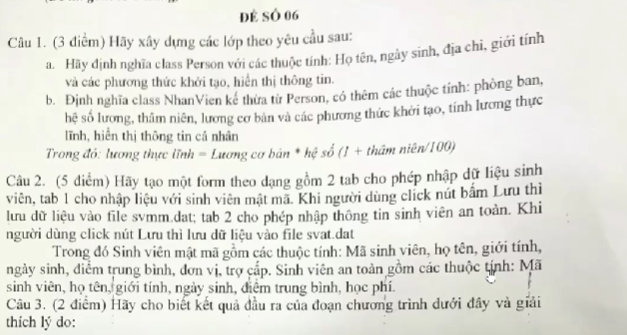 ĐỀ SỐ 06
Câu 1. (3 điểm) Hãy xây dựng các lớp theo yêu cầu sau:
a. Hãy định nghĩa class Person với các thuộc tính: Họ tên, ngày sinh, địa chỉ, giới tính
và các phương thức khởi tạo, hiển thị thông tin.
b. Định nghĩa class NhanVien kế thừa từ Person, có thêm các thuộc tính: phòng ban,
hệ số lương, thâm niên, lương cơ bản và các phương thức khởi tạo, tính lương thực
lĩnh, hiển thị thông tin cá nhân
Trong đó: lương thực lĩnh = Lương cơ bản * hệ số (1 + thâm niên/100)
Câu 2. (5 điểm) Hãy tạo một form theo dạng gồm 2 tab cho phép nhập dữ liệu sinh
viên, tab 1 cho nhập liệu với sinh viên mật mã. Khi người dùng click nút bấm Lưu thì
lưu dữ liệu vào file svmm.dat; tab 2 cho phép nhập thông tin sinh viên an toàn. Khi
người dùng click nút Lưu thì lưu dữ liệu vào file svat.dat
Trong đó Sinh viên mật mã gồm các thuộc tính: Mã sinh viên, họ tên, giới tính,
ngày sinh, điểm trung bình, đơn vị, trợ cấp. Sinh viên an toàn gồm các thuộc tính: Mã
sinh viên, họ tên, giới tính, ngày sinh, điểm trung bình, học phí.
Câu 3. (2 điểm) Hãy cho biết kết quả đầu ra của đoạn chương trình dưới đây và giải
thích lý do: